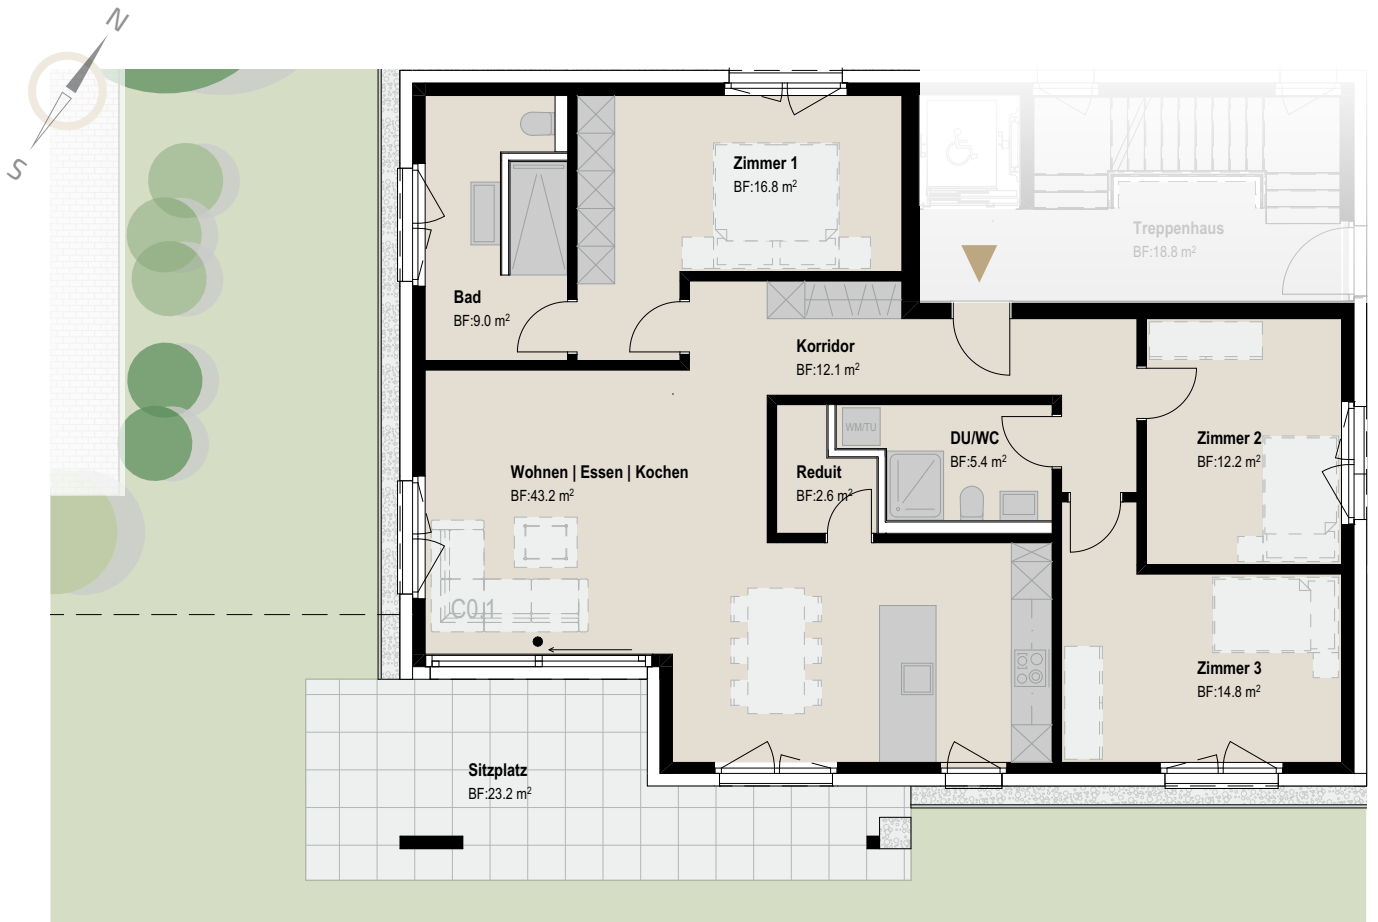 N
S
Zimmer 1
BF:16.8 m²
Treppenhaus
BF:18.8 m²
Bad
BF:9.0 m²
Korridor
BF:12.1 m²
WM/TU
DU/WC
BF:5.4 m²
Zimmer 2
BF:12.2 m²
Wohnen | Essen | Kochen
BF:43.2 m²
Reduit
BF:2.6 m²
C0.1
Zimmer 3
BF:14.8 m²
Sitzplatz
BF:23.2 m²